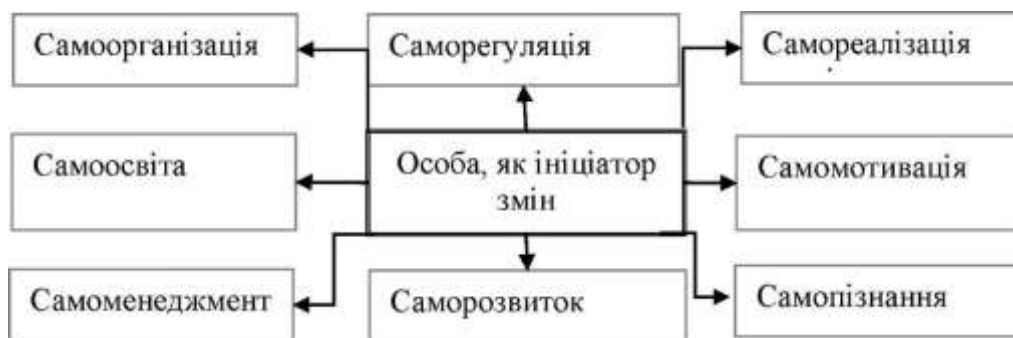 Самоорганізація
Саморегуляція
Самореалізація
Самоосвіта
Особа, як ініціатор
змін
Самомотивація
Самоменеджмент
Саморозвиток
Самопізнання